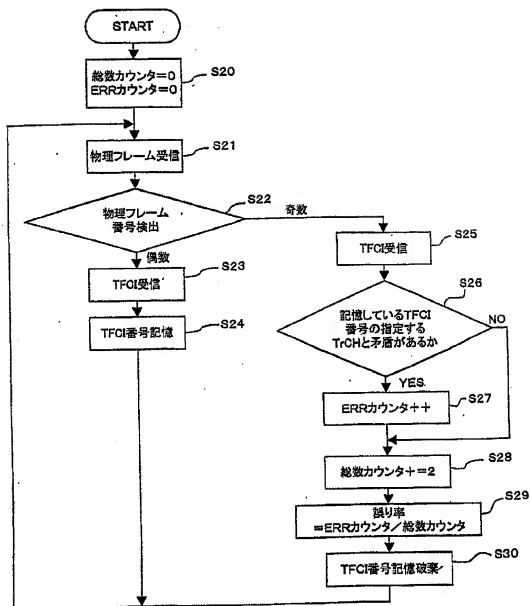 START
S20
総数カウンタ=0
ERRカウンタ=0
S21
物理フレーム受信
S22
物理フレーム
番号検出
奇数
偶数
S23
TFCI受信
S24
TFCI番号記憶
S25
TFCI受信
S26
記憶しているTFCI
番号の指定する
TrCHと矛盾があるか
NO
YES
S27
ERRカウンタ++
S28
総数カウンタ+=2
S29
誤り率
=ERRカウンタ/総数カウンタ
S30
TFCI番号記憶破棄